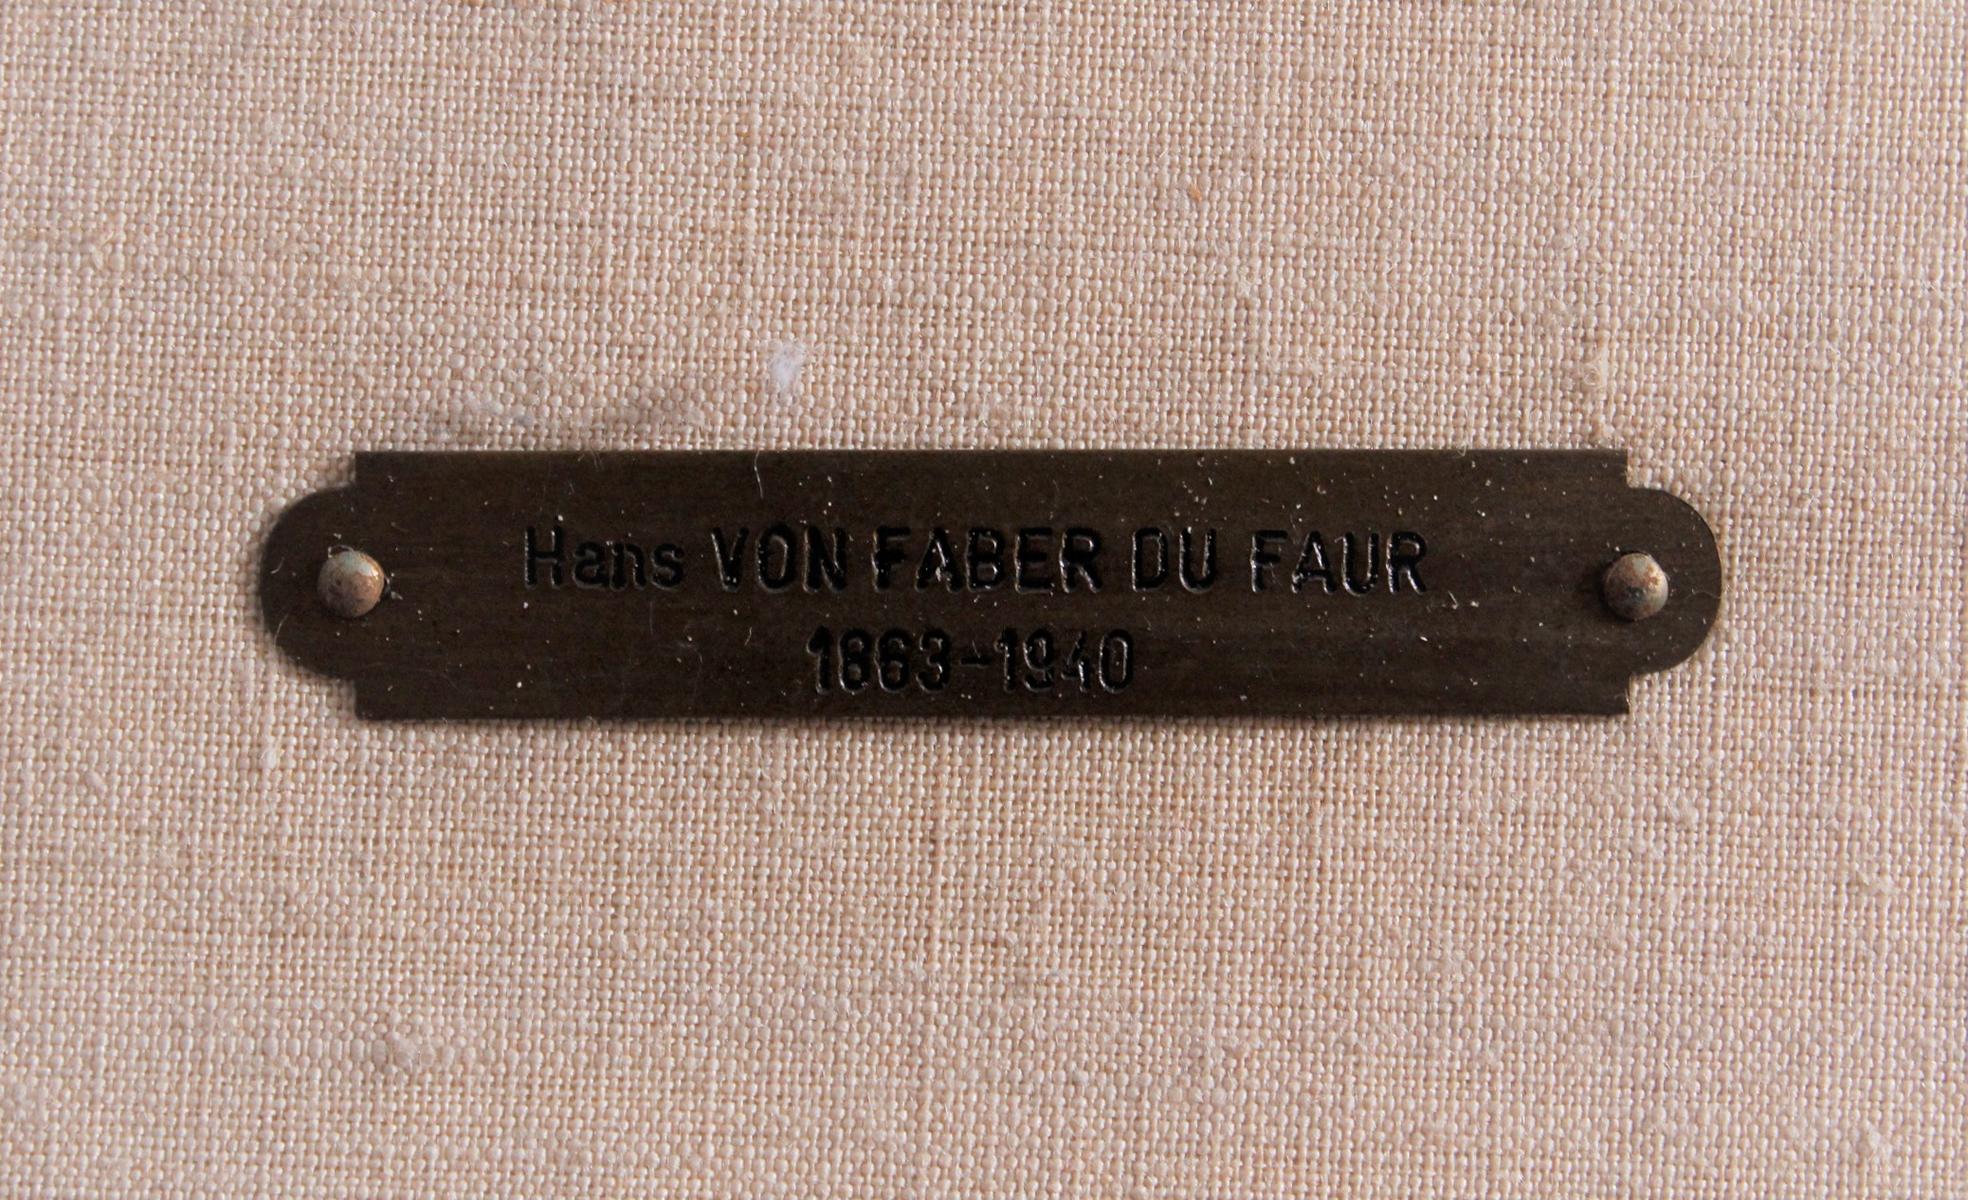 Hans VON FABER DU FAUR
1863-1940